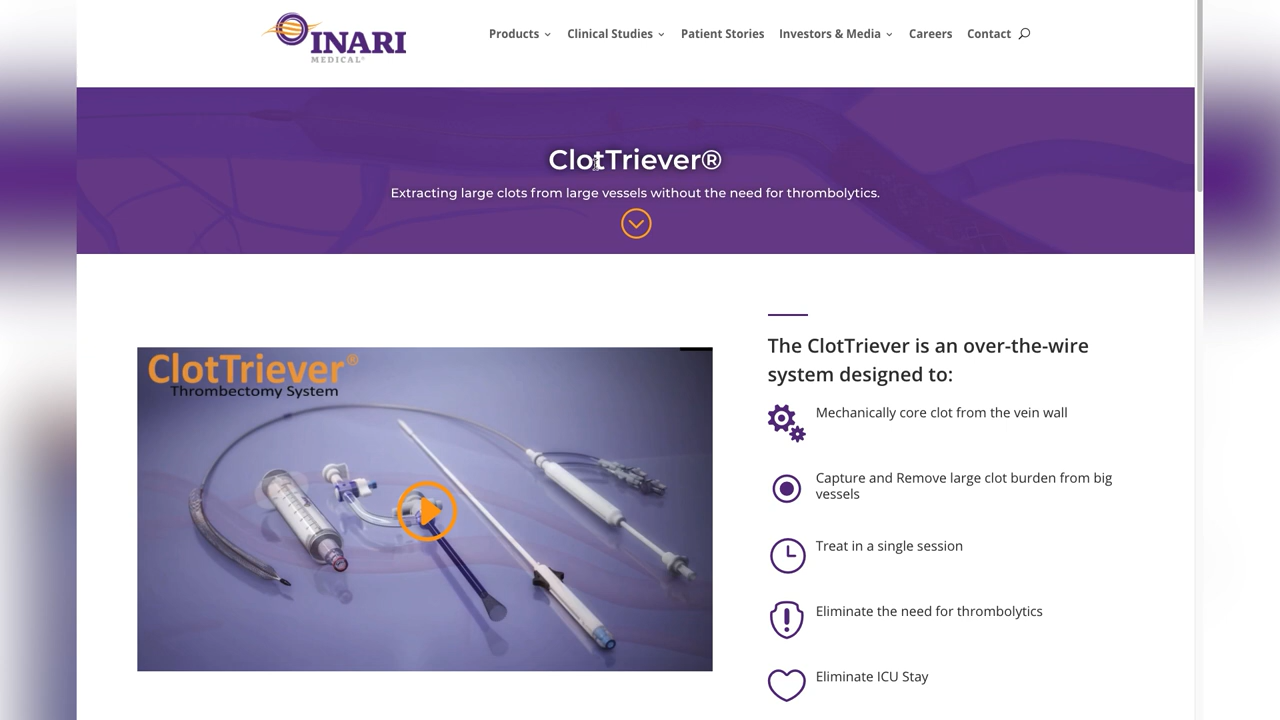 INARI
MEDICAL®
Products
Clinical Studies
Patient Stories
Investors & Media
Careers
Contact
ClotTriever®
Extracting large clots from large vessels without the need for thrombolytics.
ClotTriever®
Thrombectomy System
The ClotTriever is an over-the-wire
system designed to:
Mechanically core clot from the vein wall
Capture and Remove large clot burden from big
vessels
Treat in a single session
Eliminate the need for thrombolytics
Eliminate ICU Stay